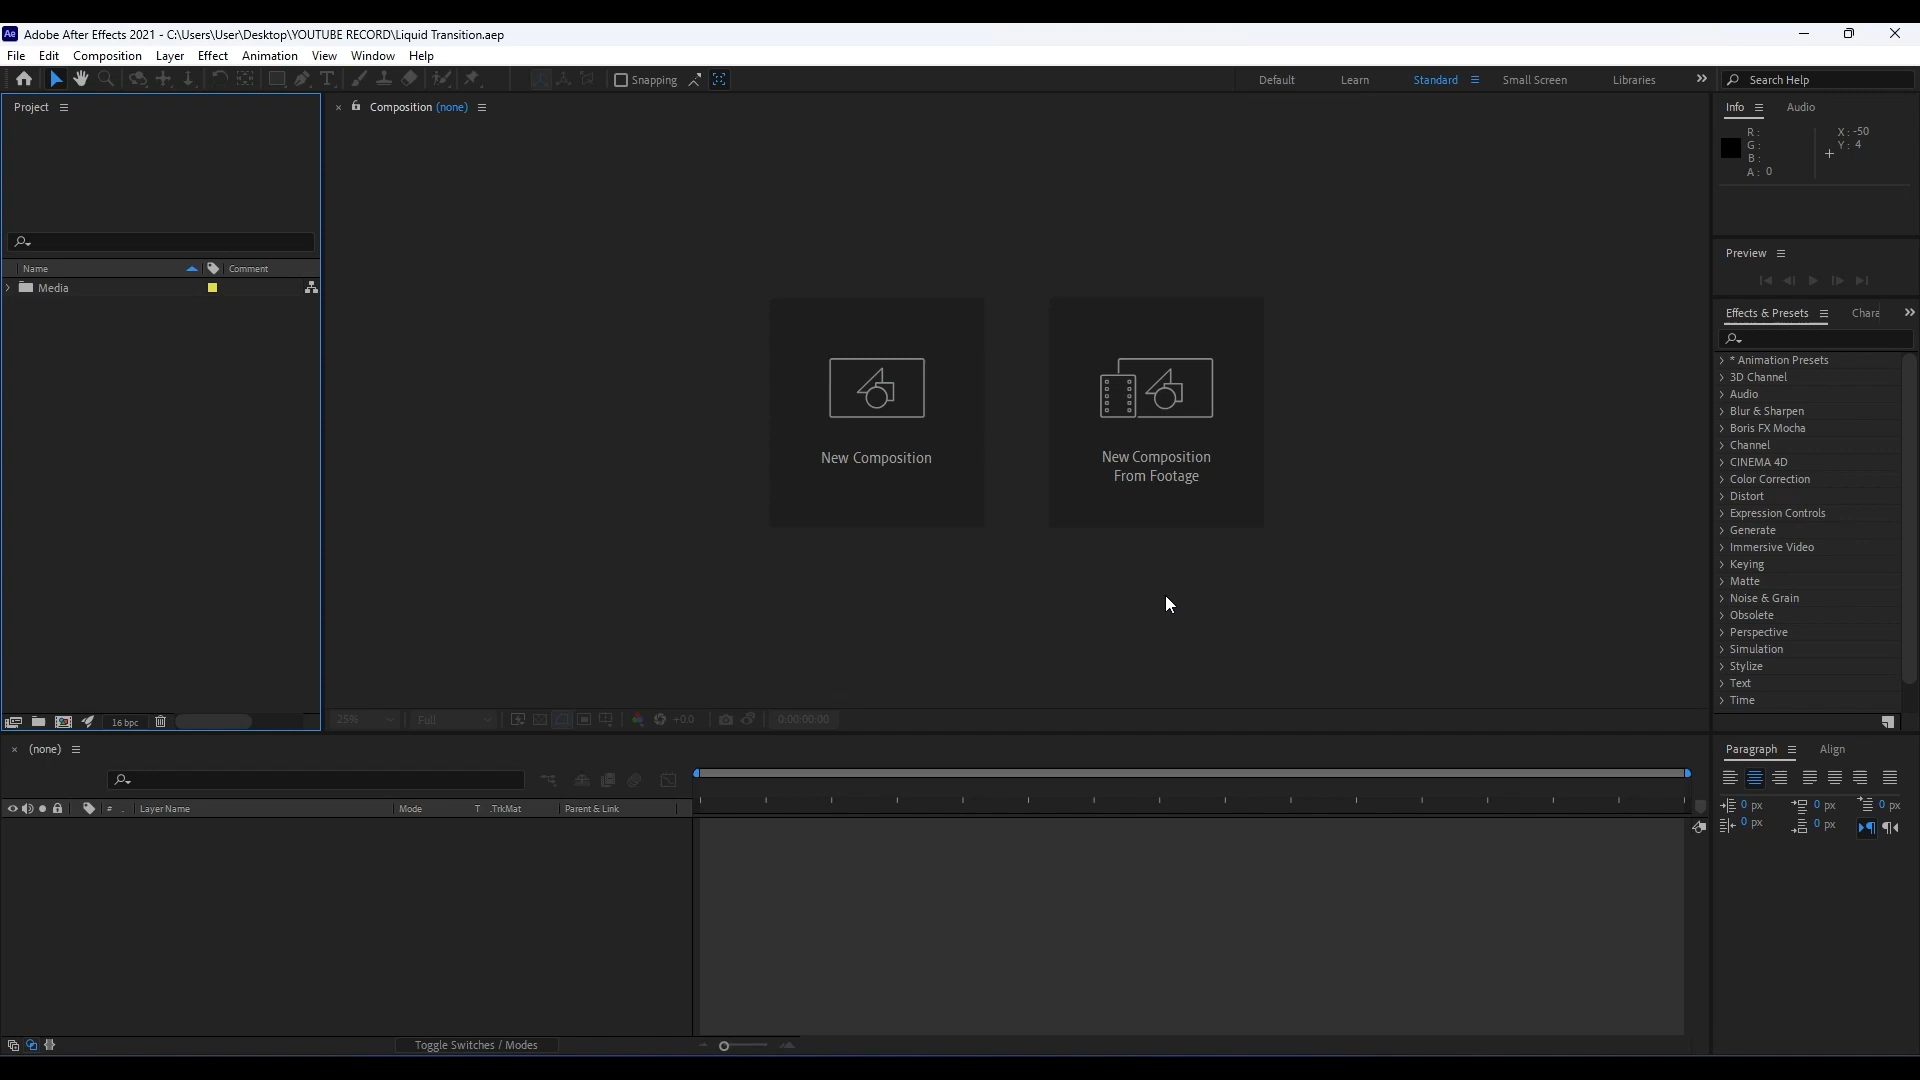 Ae Adobe After Effects 2021 - C:\Users\User\Desktop\YOUTUBE RECORD\Liquid Transition.aep
File Edit Composition Layer Effect Animation View Window Help
Snapping Default Learn Standard Small Screen Libraries Search Help
Project
Composition (none)
Info Audio
R:
G:
B:
A: 0
X: -50
Y: 4
Name Comment
Media
New Composition
New Composition
From Footage
Preview
Effects & Presets Chara
* Animation Presets
3D Channel
Audio
Blur & Sharpen
Boris FX Mocha
Channel
CINEMA 4D
Color Correction
Distort
Expression Controls
Generate
Immersive Video
Keying
Matte
Noise & Grain
Obsolete
Perspective
Simulation
Stylize
Text
Time
16 bpc
25% Full +0.0 0:00:00:00
(none)
# . Layer Name Mode T .TrkMat Parent & Link
Toggle Switches / Modes
Paragraph Align
0 px 0 px 0 px
0 px 0 px